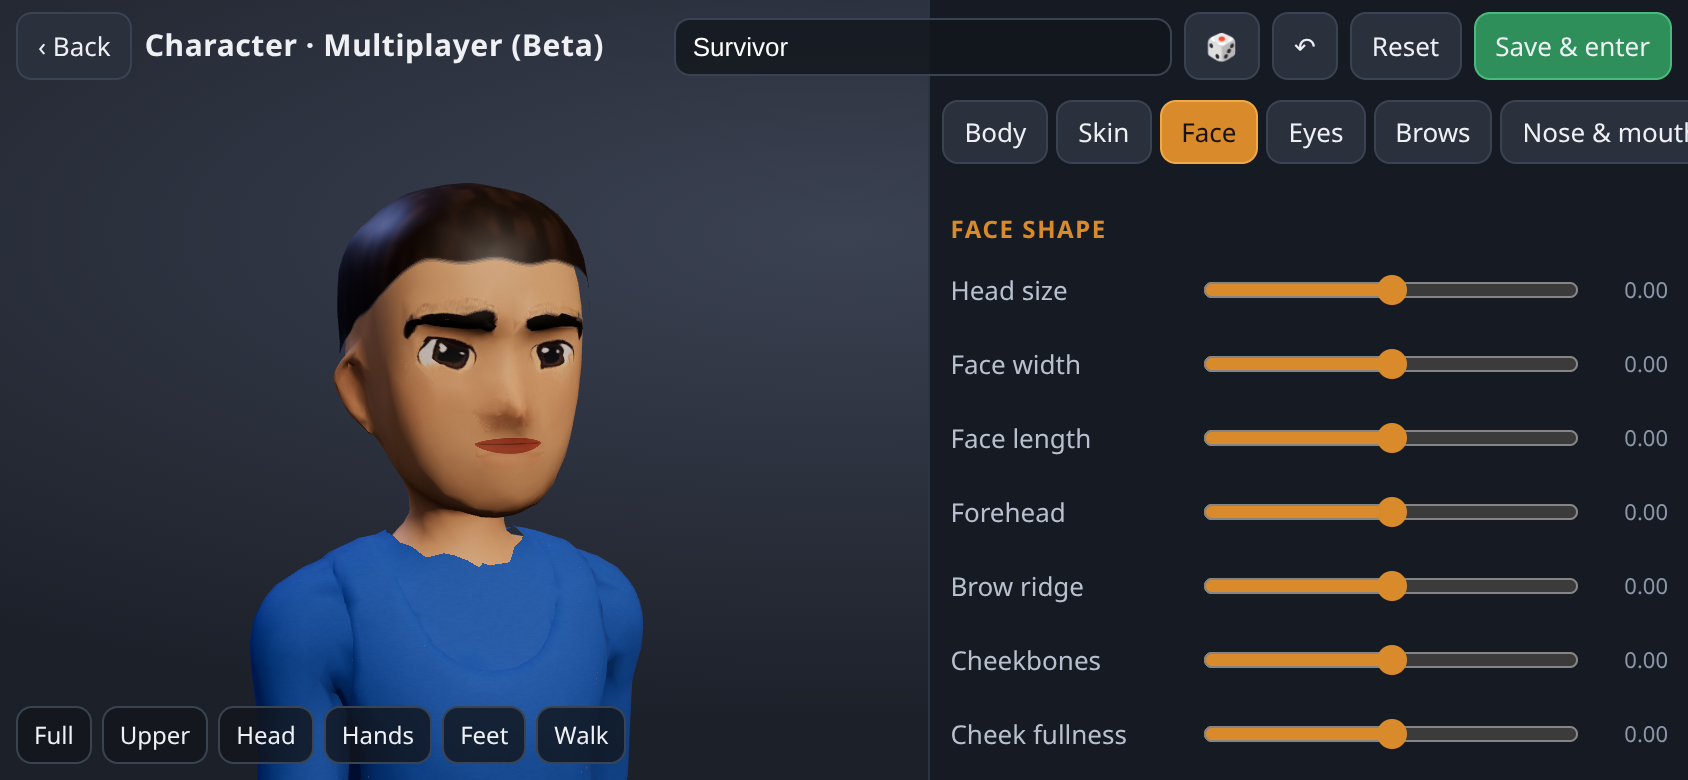 ‹ Back
Character · Multiplayer (Beta)
Survivor
Reset
Save & enter
Body
Skin
Face
Eyes
Brows
Nose & mouth
FACE SHAPE
Head size 0.00
Face width 0.00
Face length 0.00
Forehead 0.00
Brow ridge 0.00
Cheekbones 0.00
Cheek fullness 0.00
Full
Upper
Head
Hands
Feet
Walk